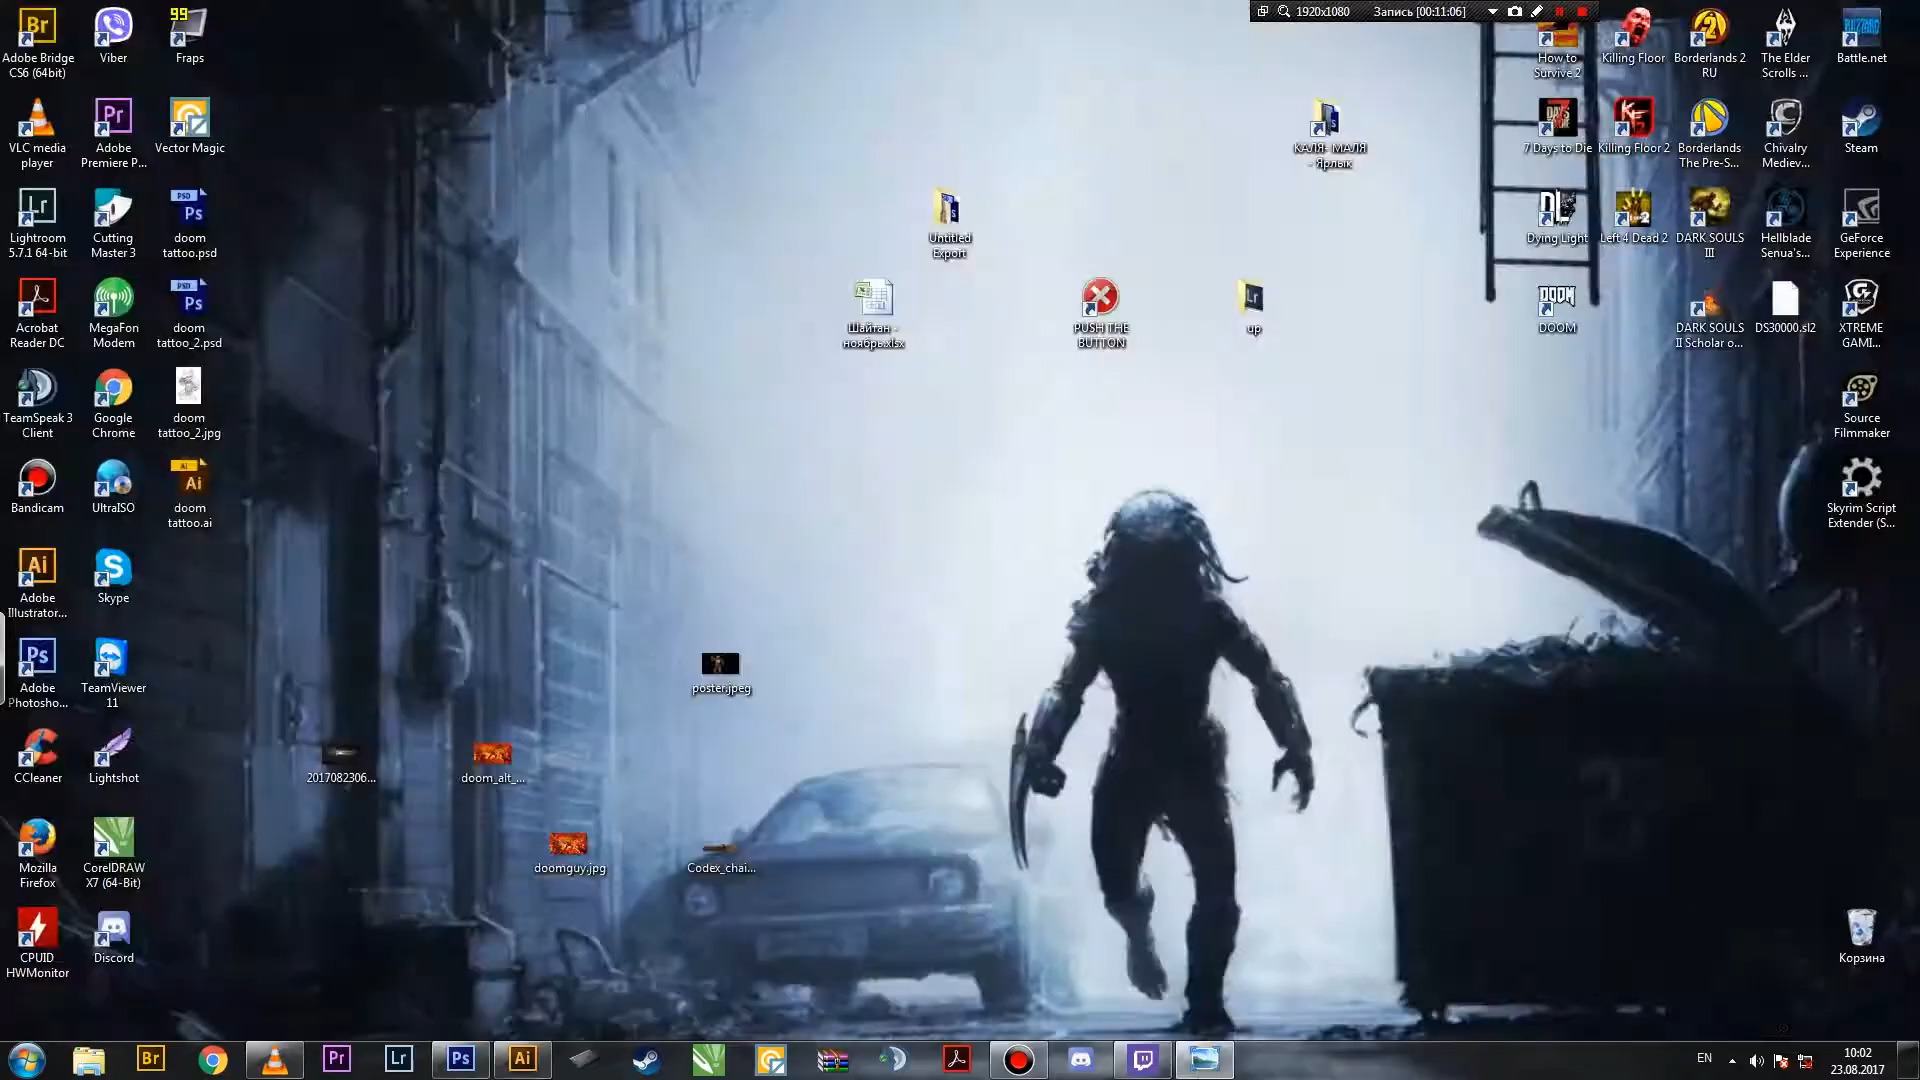 1920x1080
Запись [00:11:06]
Adobe Bridge
CS6 (64bit)
Viber
99
Fraps
How to
Survive 2
Killing Floor
Borderlands 2
RU
The Elder
Scrolls ...
Battle.net
VLC media
player
Adobe
Premiere P...
Vector Magic
КАЛЯ- МАЛЯ
- Ярлык
7 Days to Die
Killing Floor 2
Borderlands
The Pre-S...
Chivalry
Mediev...
Steam
Lightroom
5.7.1 64-bit
Cutting
Master 3
doom
tattoo.psd
Untitled
Export
Dying Light
Left 4 Dead 2
DARK SOULS
III
Hellblade
Senua's...
GeForce
Experience
Acrobat
Reader DC
MegaFon
Modem
doom
tattoo_2.psd
Шайтан -
ноябрь.xlsx
PUSH THE
BUTTON
up
DOOM
DOOM
DARK SOULS
II Scholar o...
DS30000.sl2
XTREME
GAMI...
TeamSpeak 3
Client
Google
Chrome
doom
tattoo_2.jpg
Source
Filmmaker
Bandicam
UltraISO
doom
tattoo.ai
Skyrim Script
Extender (S...
Adobe
Illustrator...
Skype
Adobe
Photosho...
TeamViewer
11
poster.jpeg
CCleaner
Lightshot
2017082306...
doom_alt_...
Mozilla
Firefox
CorelDRAW
X7 (64-Bit)
doomguy.jpg
Codex_chai...
CPUID
HWMonitor
Discord
Корзина
Br
Pr
Lr
Ps
Ai
EN
10:02
23.08.2017